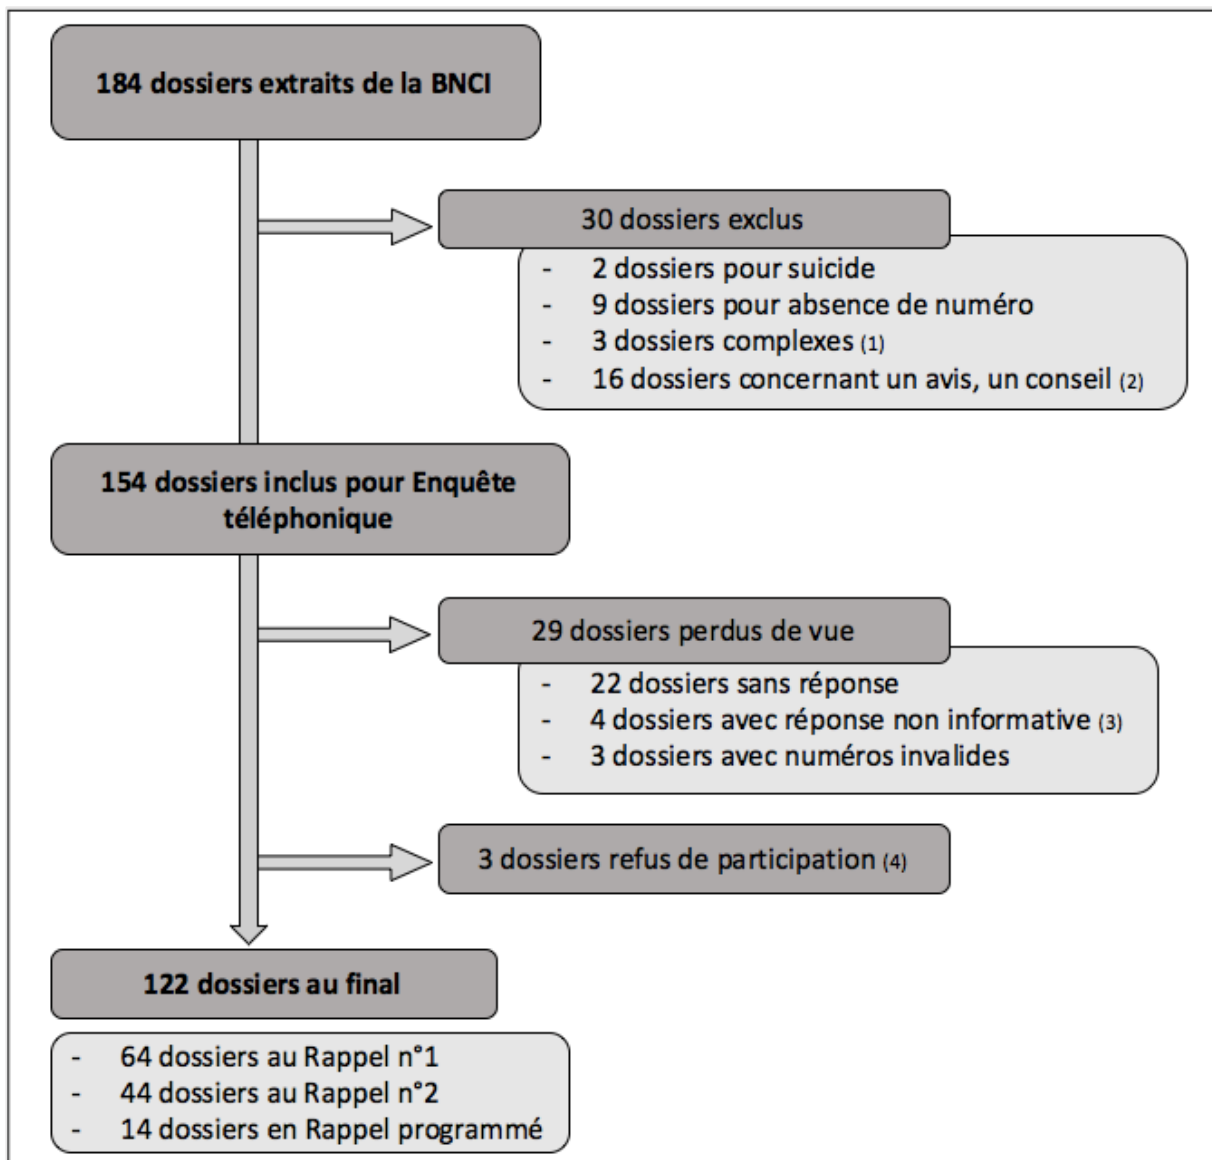 184 dossiers extraits de la BNCI
30 dossiers exclus
- 2 dossiers pour suicide
- 9 dossiers pour absence de numéro
- 3 dossiers complexes (1)
- 16 dossiers concernant un avis, un conseil (2)
154 dossiers inclus pour Enquête
téléphonique
29 dossiers perdus de vue
- 22 dossiers sans réponse
- 4 dossiers avec réponse non informative (3)
- 3 dossiers avec numéros invalides
3 dossiers refus de participation (4)
122 dossiers au final
- 64 dossiers au Rappel n°1
- 44 dossiers au Rappel n°2
- 14 dossiers en Rappel programmé